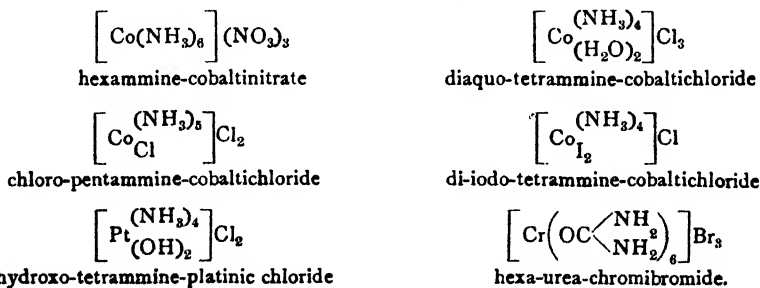 [Co(NH₃)₆](NO₃)₃
hexammine-cobaltinitrate
[Co(NH₃)₄(H₂O)₂]Cl₃
diaquo-tetrammine-cobaltichloride
[Co(NH₃)₅Cl]Cl₂
chloro-pentammine-cobaltichloride
[Co(NH₃)₄I₂]Cl
di-iodo-tetrammine-cobaltichloride
[Pt(NH₃)₄(OH)₂]Cl₂
hydroxo-tetrammine-platinic chloride
[Cr(OC<NH₂NH₂)₆]Br₃
hexa-urea-chromibromide.